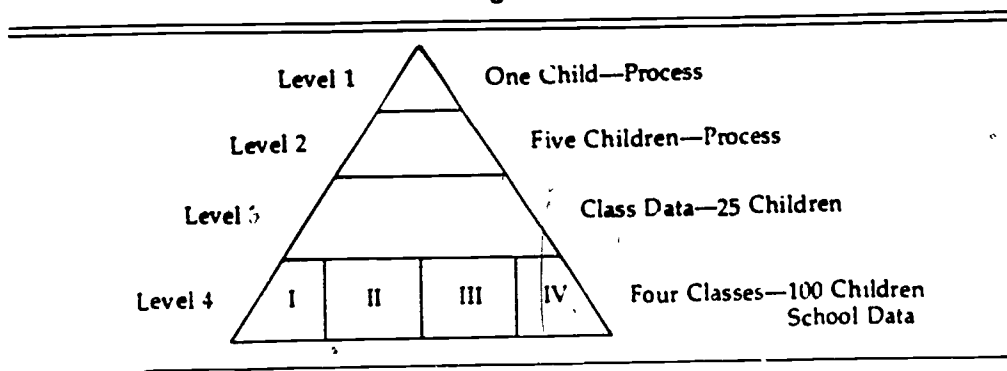 Level 1 One Child—Process
Level 2 Five Children—Process
Level 3 Class Data—25 Children
I II III IV
Level 4 Four Classes—100 Children
School Data